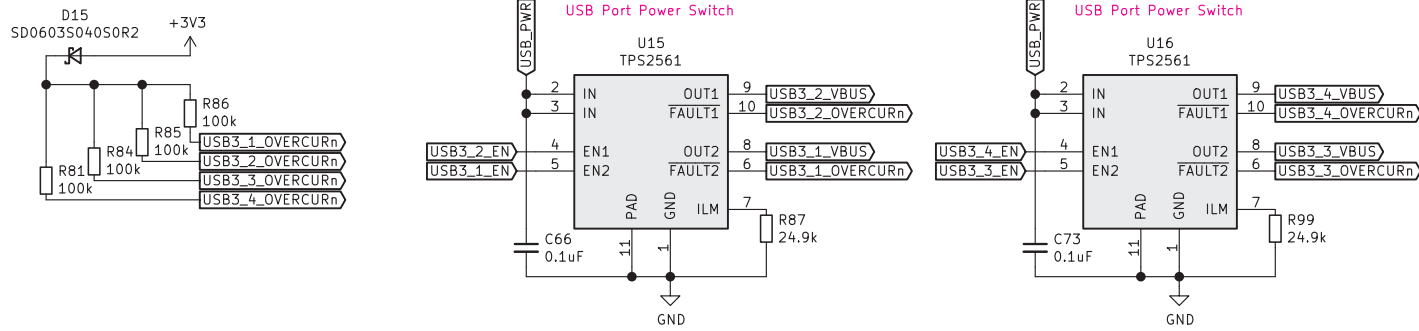 D15
SD0603S040S0R2
+3V3
R86
100k
R85
100k
R84
100k
R81
100k
USB3_1_OVERCURn
USB3_2_OVERCURn
USB3_3_OVERCURn
USB3_4_OVERCURn
USB_PWR
USB Port Power Switch
U15
TPS2561
2 IN
3 IN
4 EN1
5 EN2
OUT1 9
FAULT1 10
OUT2 8
FAULT2 6
ILM 7
PAD 11
GND 1
USB3_2_VBUS
USB3_2_OVERCURn
USB3_2_EN
USB3_1_EN
USB3_1_VBUS
USB3_1_OVERCURn
R87
24.9k
C66
0.1uF
GND
USB_PWR
USB Port Power Switch
U16
TPS2561
2 IN
3 IN
4 EN1
5 EN2
OUT1 9
FAULT1 10
OUT2 8
FAULT2 6
ILM 7
PAD 11
GND 1
USB3_4_VBUS
USB3_4_OVERCURn
USB3_4_EN
USB3_3_EN
USB3_3_VBUS
USB3_3_OVERCURn
R99
24.9k
C73
0.1uF
GND